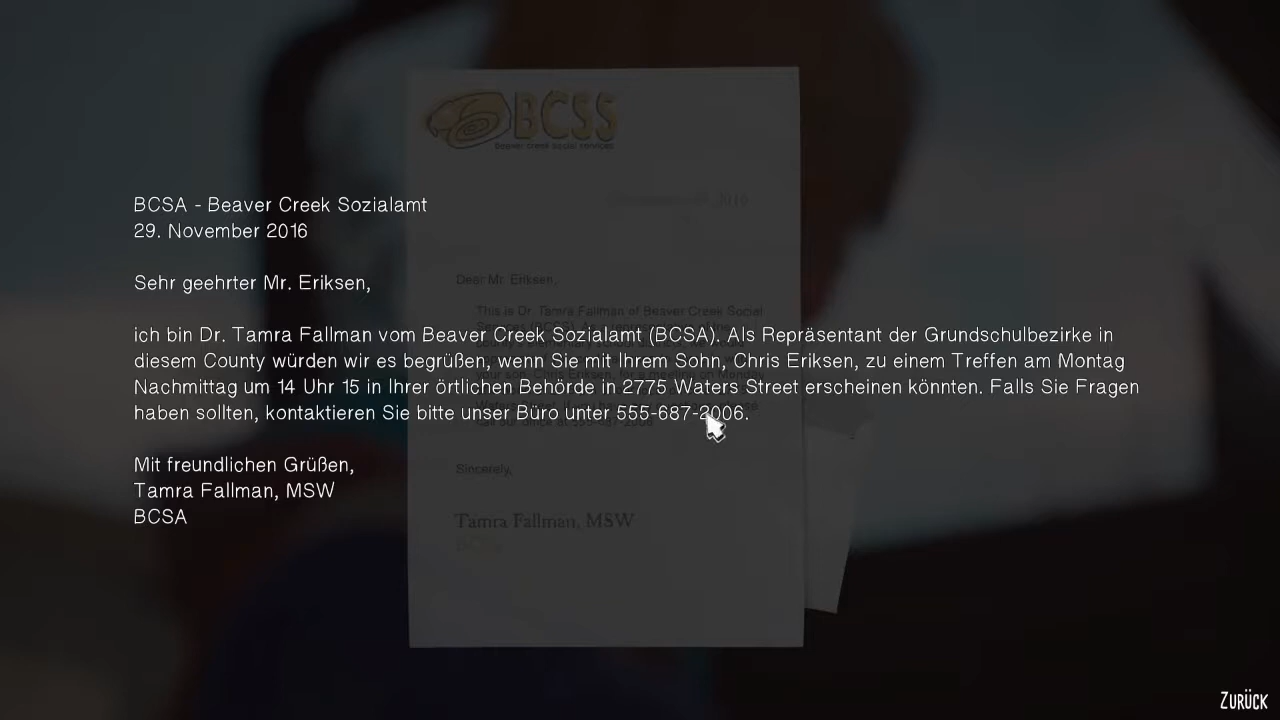 BCSS
beaver creek social services
BCSA - Beaver Creek Sozialamt
29. November 2016
Dear Mr. Eriksen,
Sehr geehrter Mr. Eriksen,
This is Dr. Tamra Fallman of Beaver Creek Social
ich bin Dr. Tamra Fallman vom Beaver Creek Sozialamt (BCSA). Als Repräsentant der Grundschulbezirke in
diesem County würden wir es begrüßen, wenn Sie mit Ihrem Sohn, Chris Eriksen, zu einem Treffen am Montag
Nachmittag um 14 Uhr 15 in Ihrer örtlichen Behörde in 2775 Waters Street erscheinen könnten. Falls Sie Fragen
haben sollten, kontaktieren Sie bitte unser Büro unter 555-687-2006.
Mit freundlichen Grüßen,
Sincerely,
Tamra Fallman, MSW
BCSA
Tamra Fallman, MSW
ZURÜCK